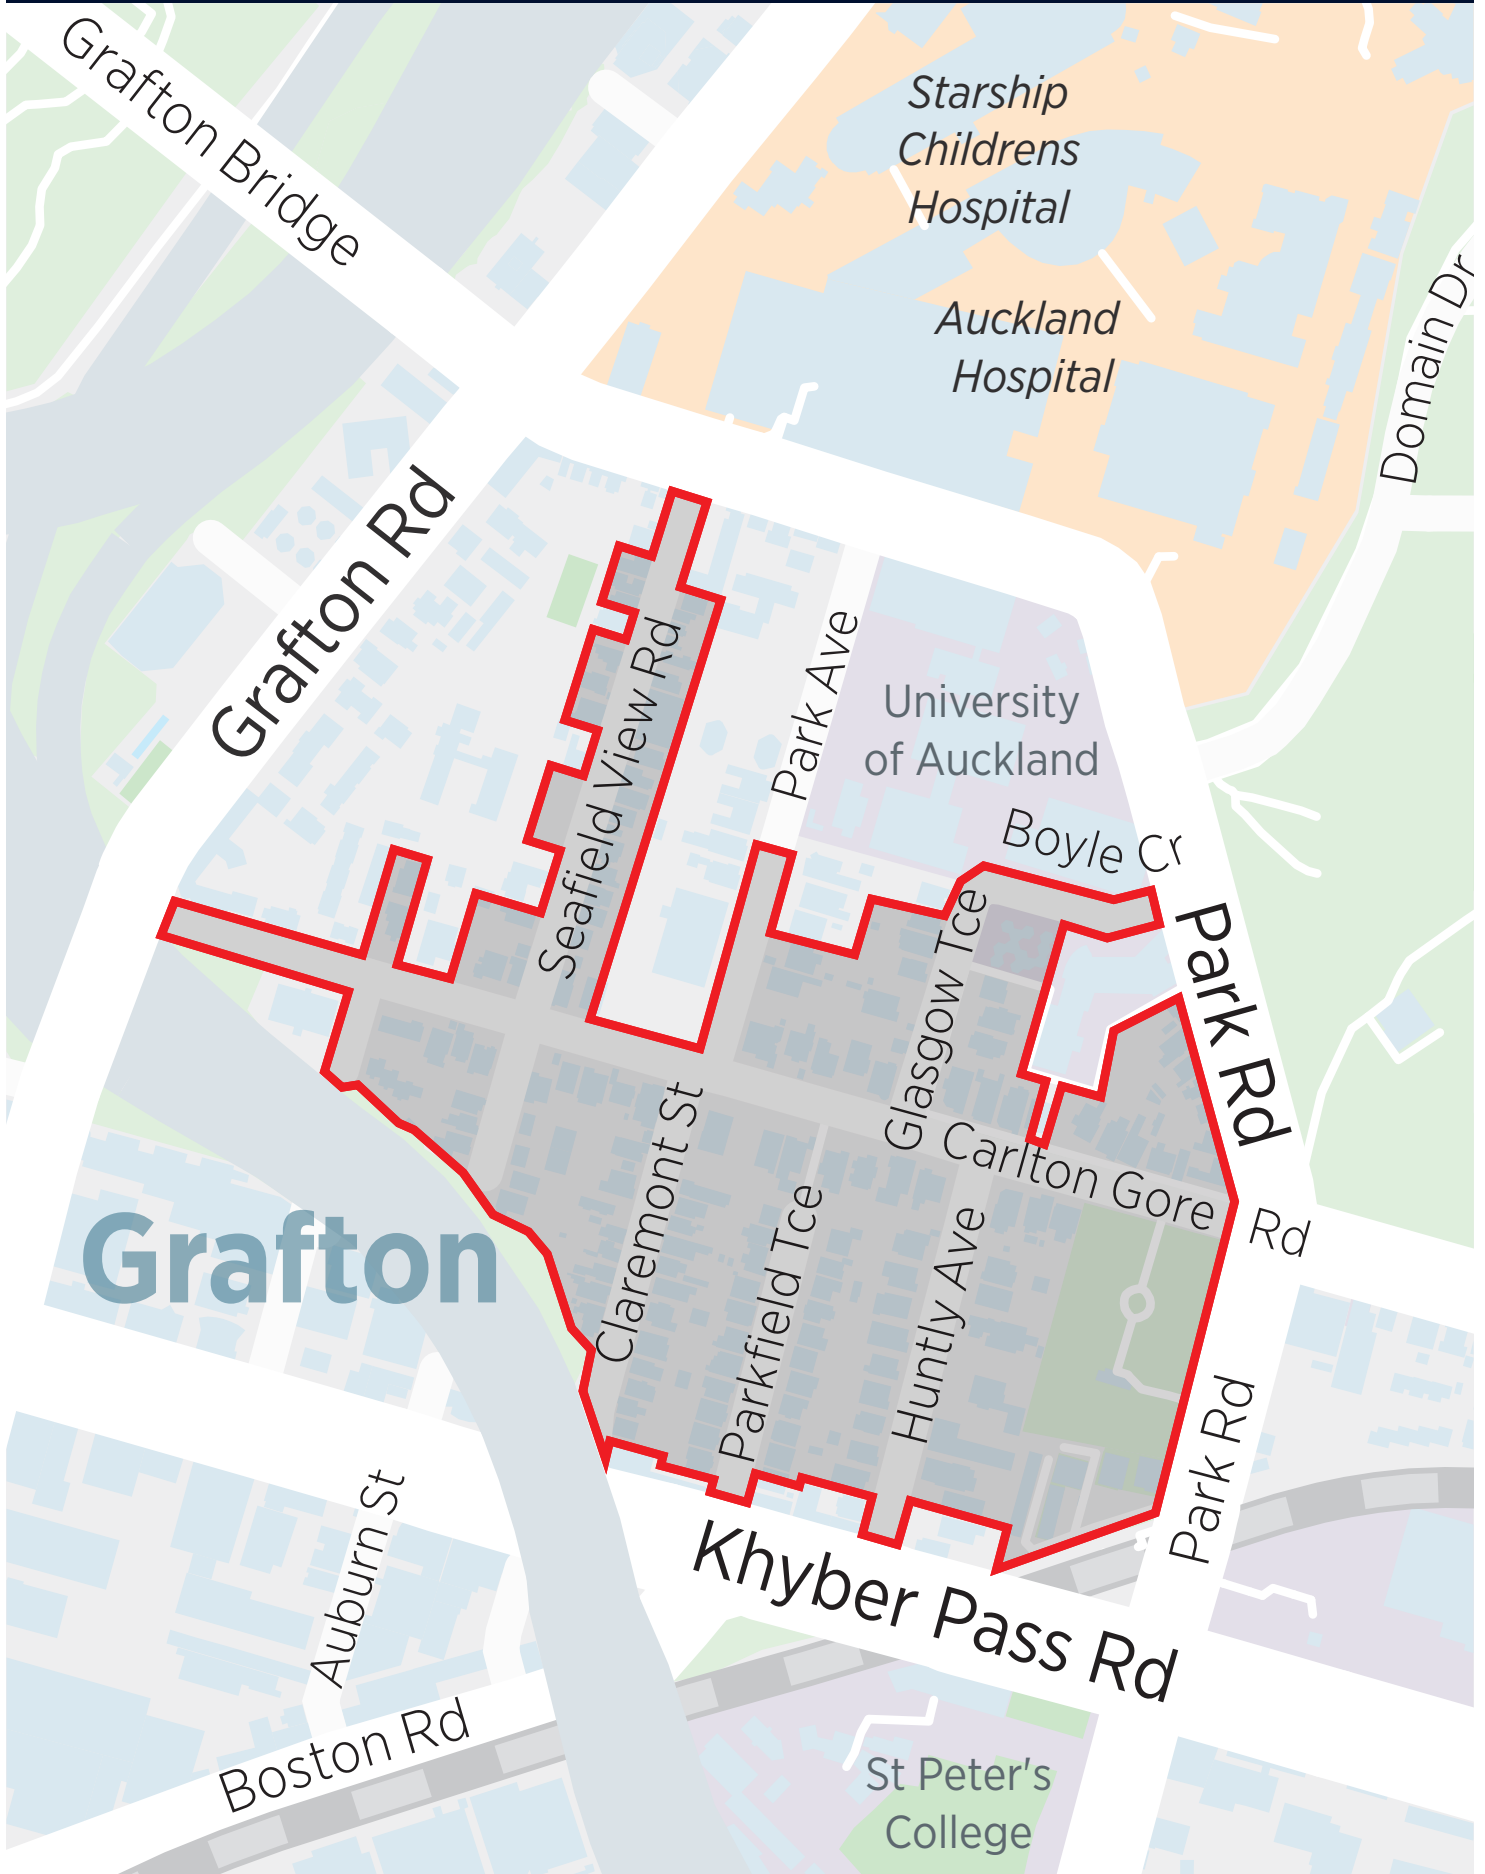 Grafton Bridge
Starship
Childrens
Hospital
Auckland
Hospital
Domain Dr
Grafton Rd
Seafield View Rd
Park Ave
University
of Auckland
Boyle Cr
Glasgow Tce
Park Rd
Carlton Gore Rd
Claremont St
Parkfield Tce
Huntly Ave
Grafton
Park Rd
Auburn St
Khyber Pass Rd
Boston Rd
St Peter's
College